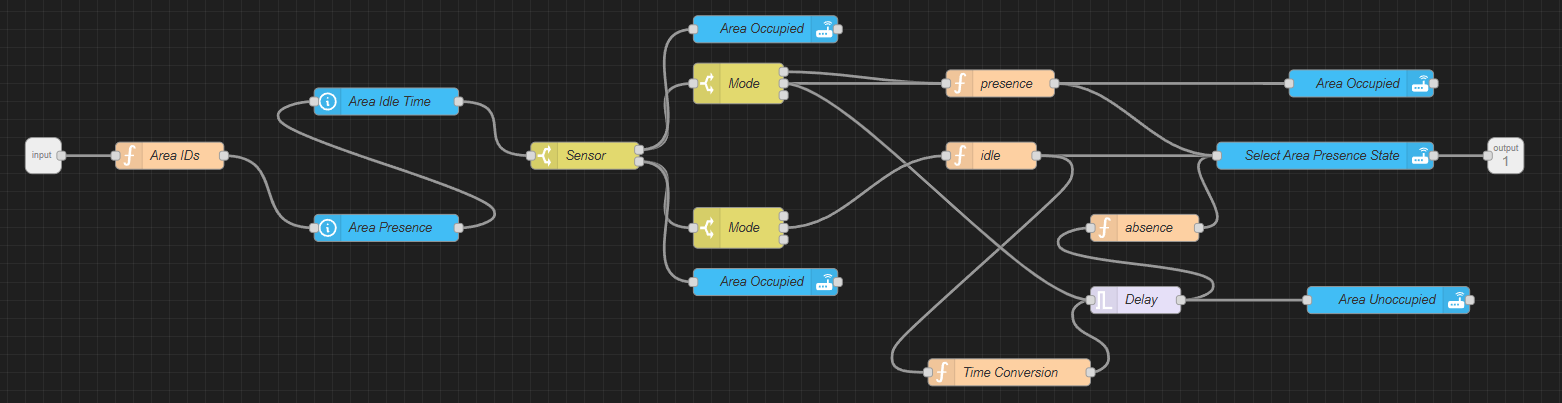 Area Occupied
Mode
presence
Area Occupied
Area Idle Time
input
Area IDs
Sensor
idle
Select Area Presence State
output
1
Area Presence
Mode
absence
Area Occupied
Delay
Area Unoccupied
Time Conversion